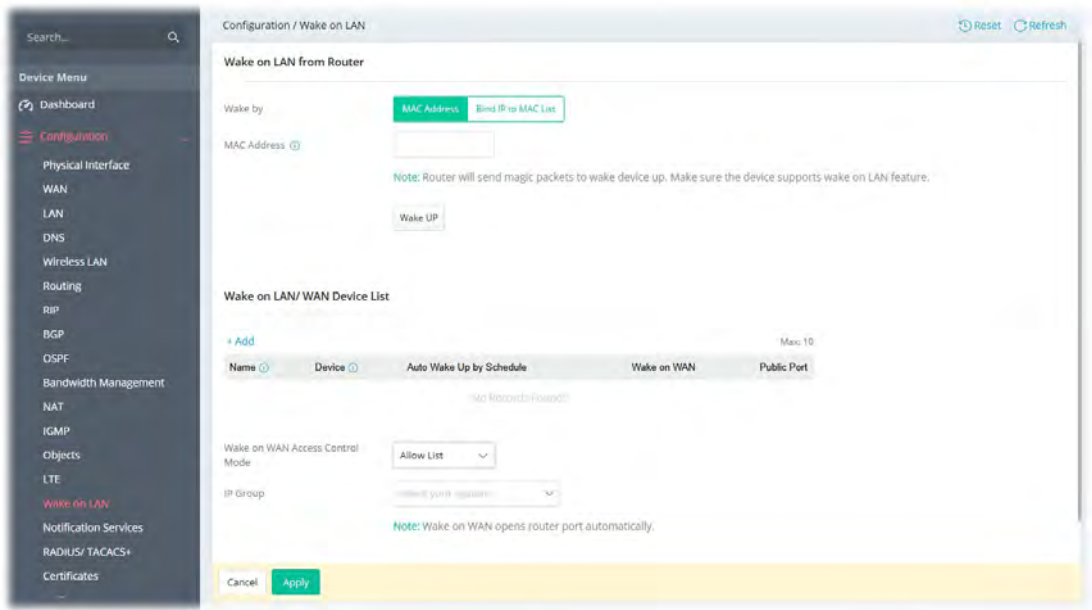 Search...
Device Menu
Dashboard
Configuration
Physical Interface
WAN
LAN
DNS
Wireless LAN
Routing
RIP
BGP
OSPF
Bandwidth Management
NAT
IGMP
Objects
LTE
Wake on LAN
Notification Services
RADIUS/ TACACS+
Certificates
Configuration / Wake on LAN
Reset Refresh
Wake on LAN from Router
Wake by MAC Address Bind IP to MAC List
MAC Address
Note: Router will send magic packets to wake device up. Make sure the device supports wake on LAN feature.
Wake UP
Wake on LAN/ WAN Device List
+ Add Max: 10
Name Device Auto Wake Up by Schedule Wake on WAN Public Port
No Records Found!
Wake on WAN Access Control
Mode
Allow List
IP Group
Note: Wake on WAN opens router port automatically.
Cancel Apply